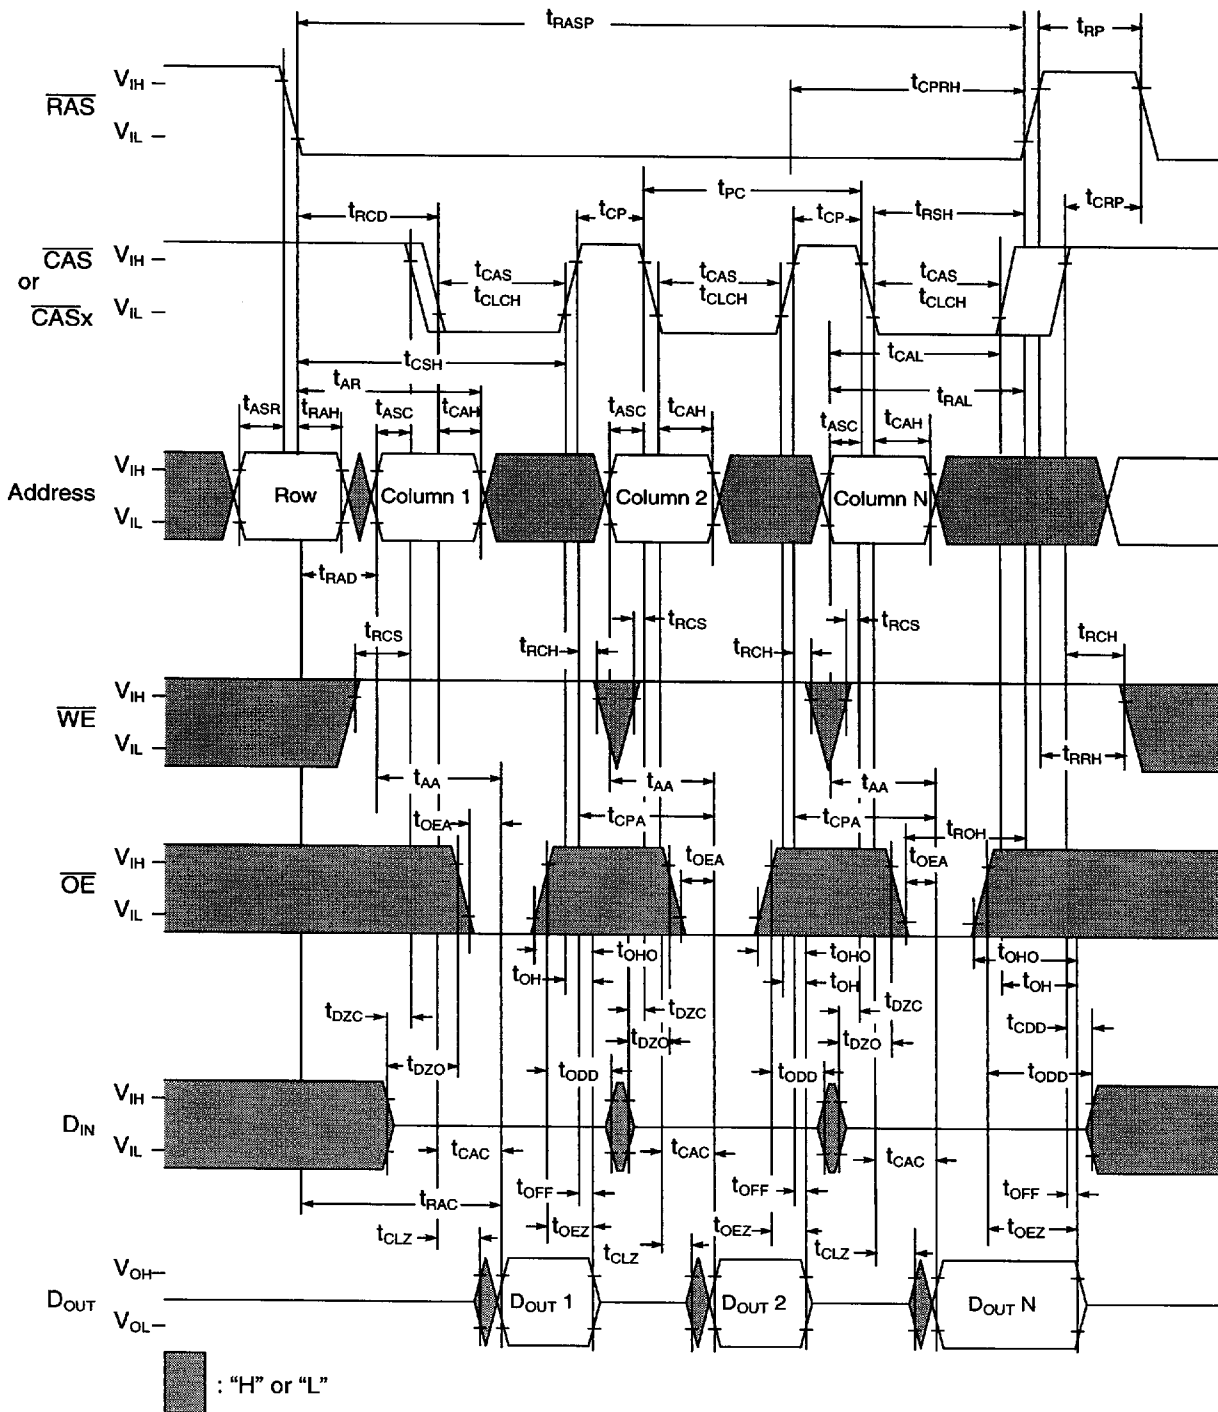 tRASP
tRP
VIH
RAS
VIL
tCPRH
tRCD
tCP
tPC
tCP
tRSH
tCRP
CAS
or
CASx
VIH
VIL
tCAS
tCLCH
tCAS
tCLCH
tCAS
tCLCH
tCSH
tCAL
tAR
tRAL
tASR
tRAH
tASC
tCAH
tASC
tCAH
tASC
tCAH
Address
VIH
VIL
Row
Column 1
Column 2
Column N
tRAD
tRCS
tRCS
tRCS
tRCH
tRCH
tRCH
WE
VIH
VIL
tRRH
tAA
tAA
tAA
tOEA
tCPA
tCPA
tROH
tOEA
tOEA
OE
VIH
VIL
tOHO
tOHO
tOHO
tOH
tOH
tOH
tDZC
tDZC
tDZC
tCDD
tDZO
tDZO
tDZO
tODD
tODD
tODD
DIN
VIH
VIL
tCAC
tCAC
tCAC
tRAC
tOFF
tOFF
tOFF
tOEZ
tOEZ
tOEZ
tCLZ
tCLZ
tCLZ
DOUT
VOH
VOL
DOUT 1
DOUT 2
DOUT N
: “H” or “L”